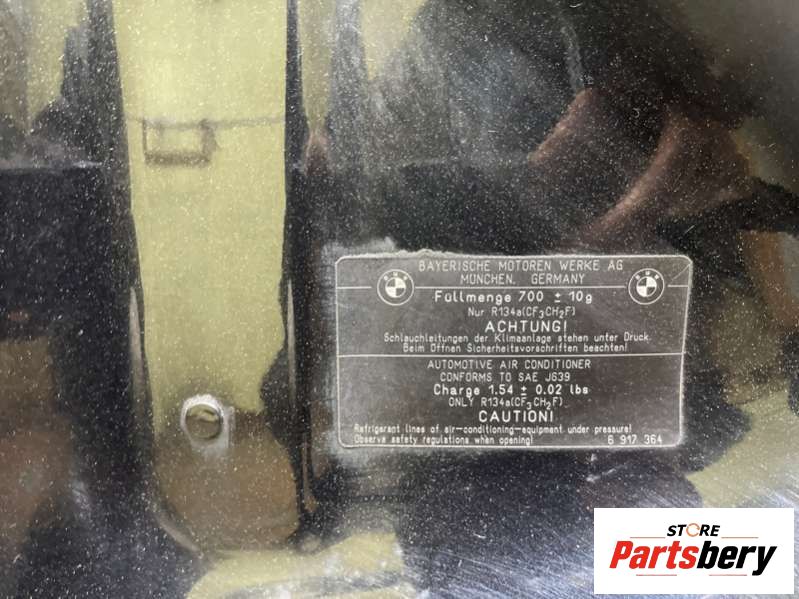 BAYERISCHE MOTOREN WERKE AG
MÜNCHEN, GERMANY
BMW
BMW
Füllmenge 700 ± 10g
Nur R134a(CF₃CH₂F)
ACHTUNG!
Schlauchleitungen der Klimaanlage stehen unter Druck.
Beim Öffnen Sicherheitsvorschriften beachten!
AUTOMOTIVE AIR CONDITIONER
CONFORMS TO SAE J639
Charge 1.54 ± 0.02 lbs
ONLY R134a(CF₃CH₂F)
CAUTION!
Refrigerant lines of air-conditioning-equipment under pressure!
Observe safety regulations when opening!
6 917 364
STORE
Partsbery